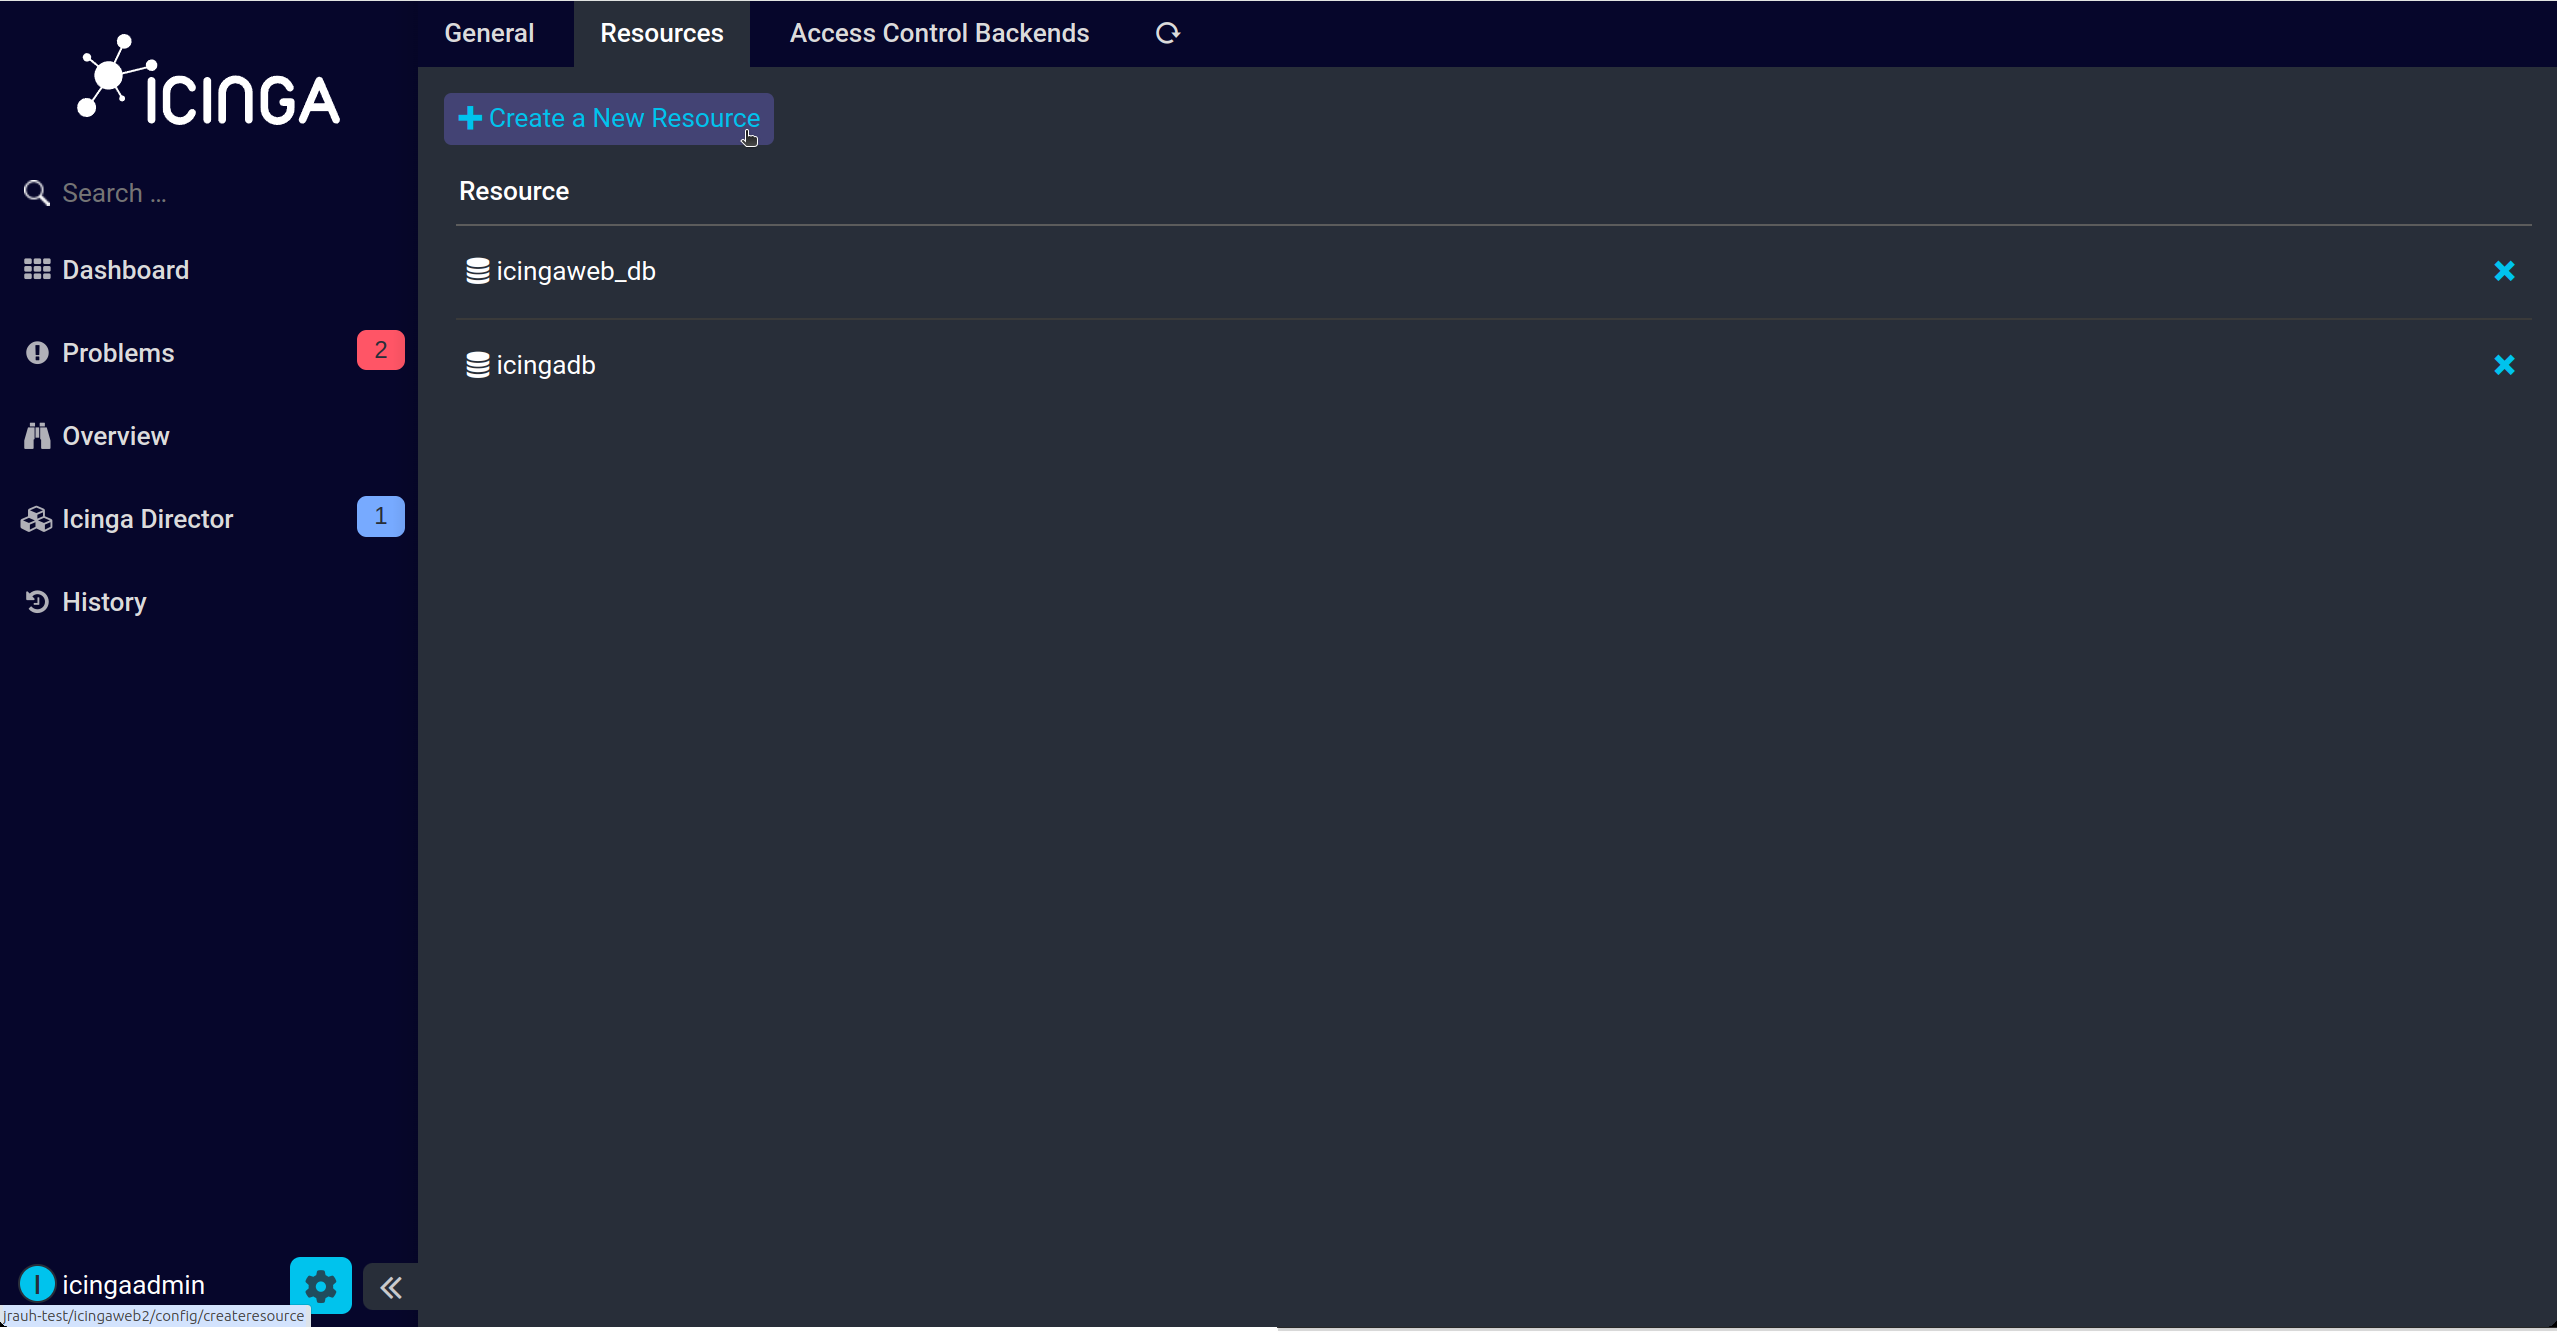 ICINGA
General Resources Access Control Backends
Create a New Resource
Search ...
Resource
Dashboard
icingaweb_db
Problems 2
icingadb
Overview
Icinga Director 1
History
I icingaadmin
jrauh-test/icingaweb2/config/createresource